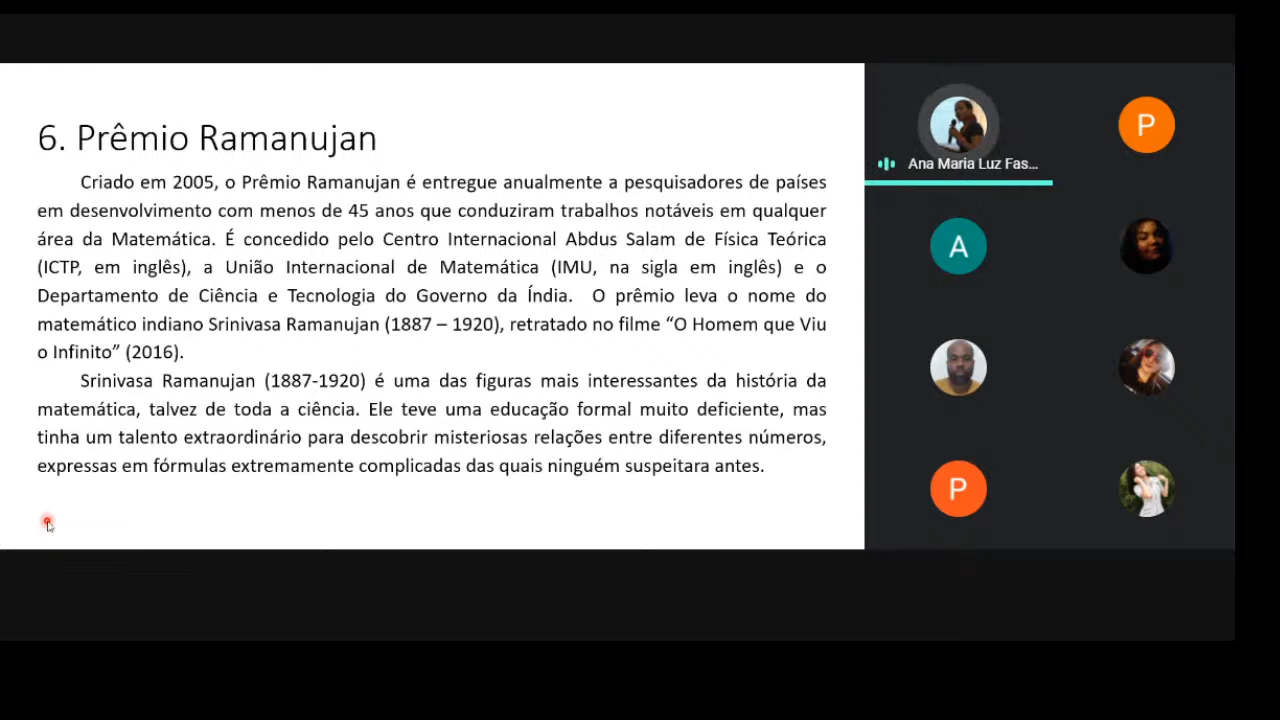 6. Prêmio Ramanujan
Criado em 2005, o Prêmio Ramanujan é entregue anualmente a pesquisadores de países
em desenvolvimento com menos de 45 anos que conduziram trabalhos notáveis em qualquer
área da Matemática. É concedido pelo Centro Internacional Abdus Salam de Física Teórica
(ICTP, em inglês), a União Internacional de Matemática (IMU, na sigla em inglês) e o
Departamento de Ciência e Tecnologia do Governo da Índia. O prêmio leva o nome do
matemático indiano Srinivasa Ramanujan (1887 – 1920), retratado no filme “O Homem que Viu
o Infinito” (2016).
Srinivasa Ramanujan (1887-1920) é uma das figuras mais interessantes da história da
matemática, talvez de toda a ciência. Ele teve uma educação formal muito deficiente, mas
tinha um talento extraordinário para descobrir misteriosas relações entre diferentes números,
expressas em fórmulas extremamente complicadas das quais ninguém suspeitara antes.
P
Ana Maria Luz Fas...
A
P